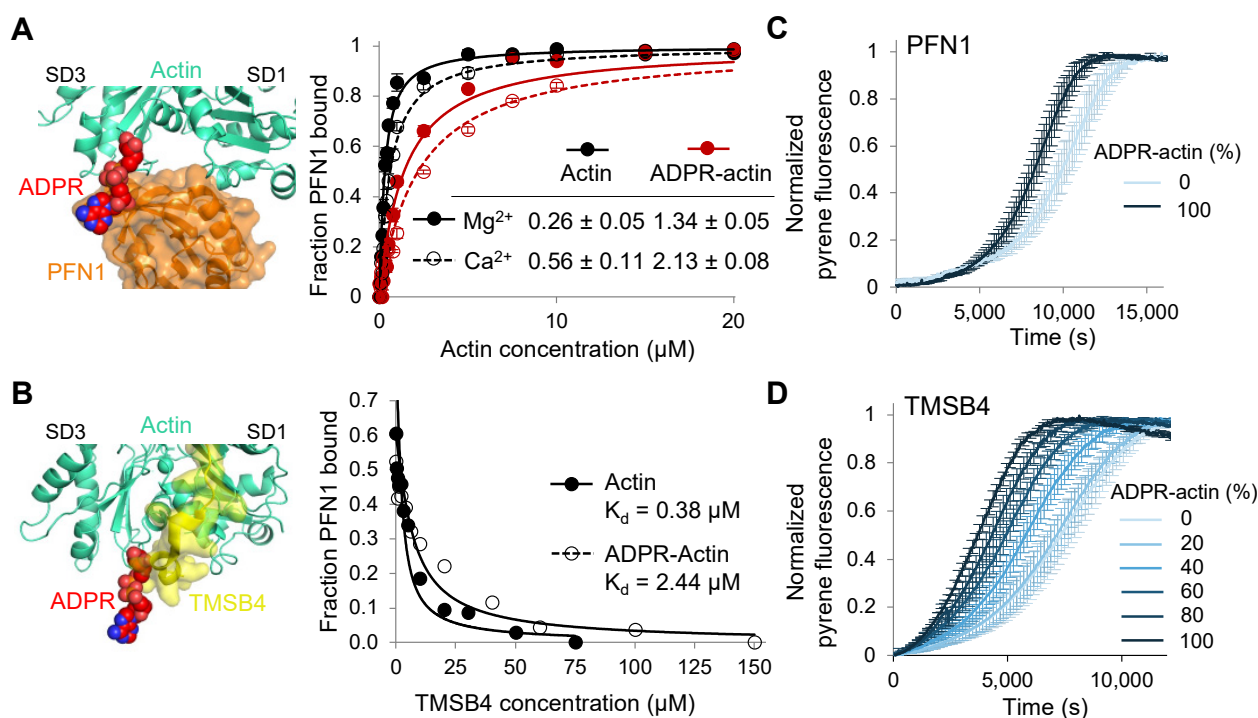 A
SD3
Actin
SD1
ADPR
PFN1
Fraction PFN1 bound
1
0.8
0.6
0.4
0.2
0
0
10
20
Actin concentration (µM)
Actin
ADPR-actin
Mg²⁺ 0.26 ± 0.05 1.34 ± 0.05
Ca²⁺ 0.56 ± 0.11 2.13 ± 0.08
B
SD3
Actin
SD1
ADPR
TMSB4
Fraction PFN1 bound
0.7
0.6
0.5
0.4
0.3
0.2
0.1
0.0
0
25
50
75
100
125
150
TMSB4 concentration (µM)
Actin
Kd = 0.38 µM
ADPR-Actin
Kd = 2.44 µM
C
PFN1
Normalized
pyrene fluorescence
1
0.8
0.6
0.4
0.2
0
0
5,000
10,000
15,000
Time (s)
ADPR-actin (%)
0
100
D
TMSB4
Normalized
pyrene fluorescence
1
0.8
0.6
0.4
0.2
0
0
5,000
10,000
Time (s)
ADPR-actin (%)
0
20
40
60
80
100